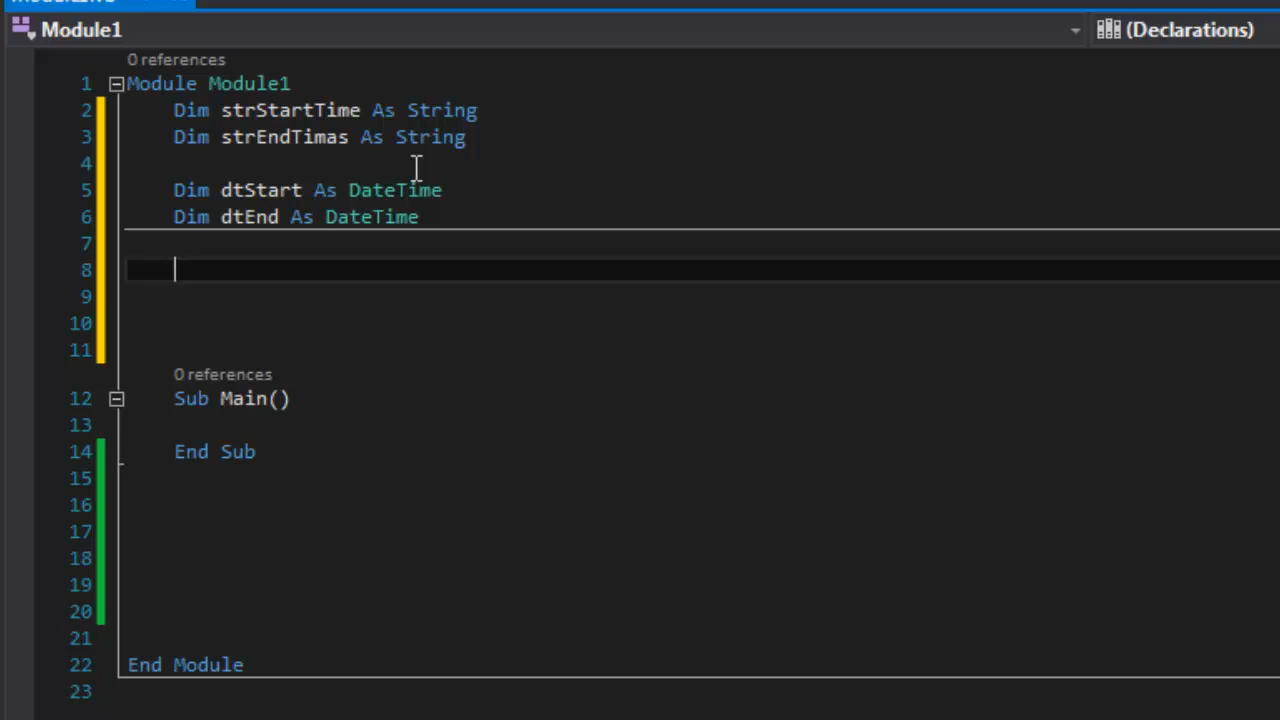 Module1
(Declarations)
0 references
1 Module Module1
2 Dim strStartTime As String
3 Dim strEndTimas As String
4
5 Dim dtStart As DateTime
6 Dim dtEnd As DateTime
7
8
9
10
11
0 references
12 Sub Main()
13
14 End Sub
15
16
17
18
19
20
21
22 End Module
23